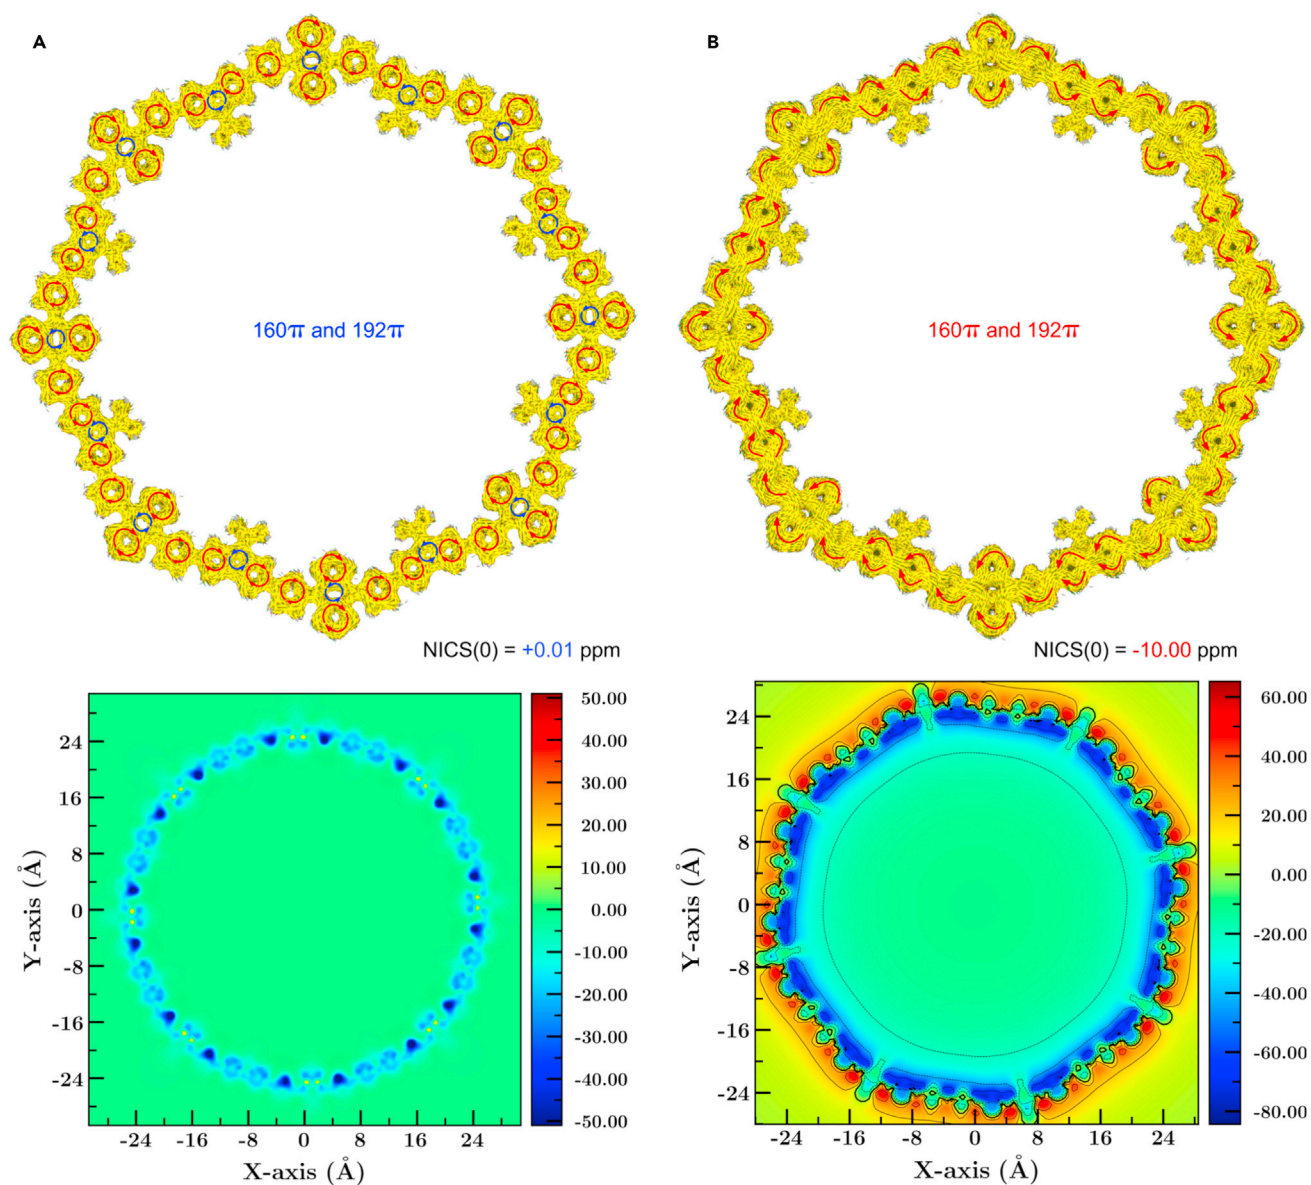 A
B
160π and 192π
160π and 192π
NICS(0) = +0.01 ppm
NICS(0) = -10.00 ppm
50.00
40.00
30.00
20.00
10.00
0.00
-10.00
-20.00
-30.00
-40.00
-50.00
24
16
8
0
-8
-16
-24
Y-axis (Å)
-24 -16 -8 0 8 16 24
X-axis (Å)
60.00
40.00
20.00
0.00
-20.00
-40.00
-60.00
-80.00
24
16
8
0
-8
-16
-24
Y-axis (Å)
-24 -16 -8 0 8 16 24
X-axis (Å)